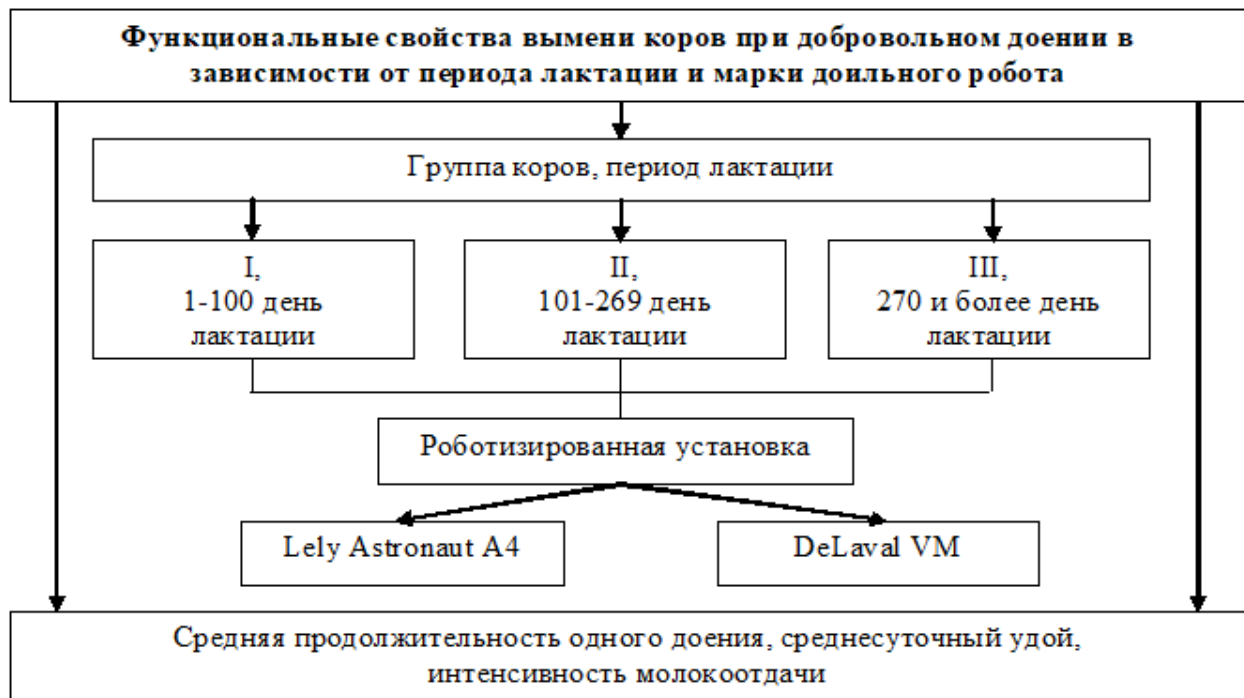 Функциональные свойства вымени коров при добровольном доении в
зависимости от периода лактации и марки доильного робота
Группа коров, период лактации
I,
1-100 день
лактации
II,
101-269 день
лактации
III,
270 и более день
лактации
Роботизированная установка
Lely Astronaut A4
DeLaval VM
Средняя продолжительность одного доения, среднесуточный удой,
интенсивность молокоотдачи